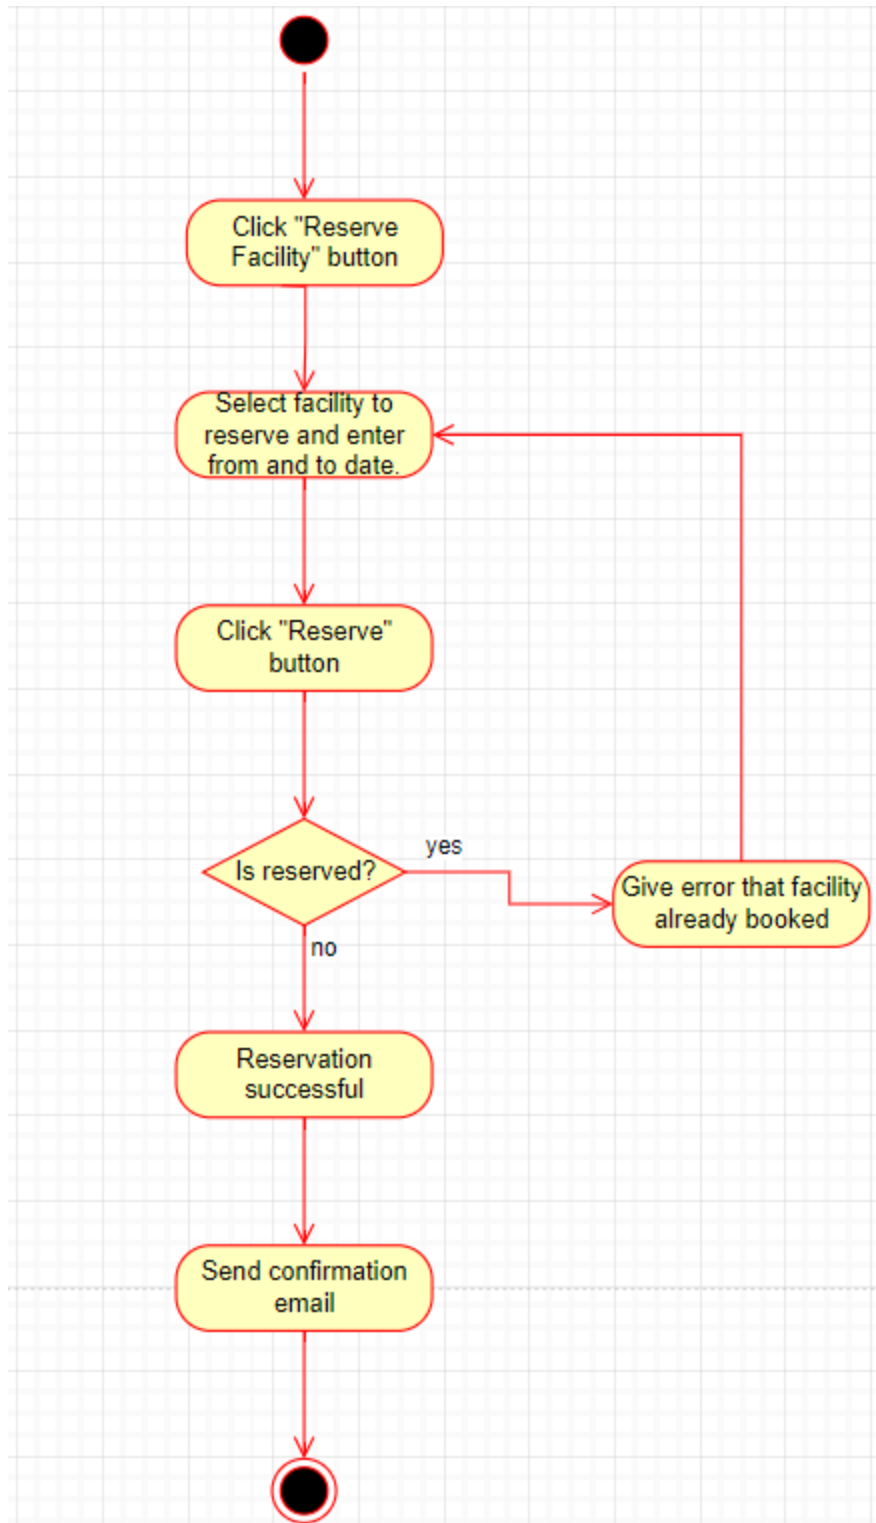 Click "Reserve
Facility" button
Select facility to
reserve and enter
from and to date.
Click "Reserve"
button
Is reserved?
yes
Give error that facility
already booked
no
Reservation
successful
Send confirmation
email